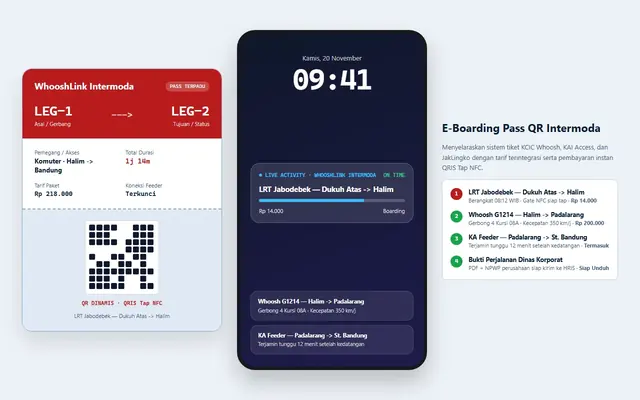 WhooshLink Intermoda
PASS TERPADU
LEG-1
--->
LEG-2
Asal / Gerbang
Tujuan / Status
Pemegang / Akses
Total Durasi
Komuter · Halim ->
Bandung
1j 14m
Tarif Paket
Koneksi Feeder
Rp 218.000
Terkunci
QR DINAMIS · QRIS Tap NFC
LRT Jabodebek — Dukuh Atas -> Halim
Kamis, 20 November
09:41
LIVE ACTIVITY · WHOOSHLINK INTERMODA
ON TIME
LRT Jabodebek — Dukuh Atas -> Halim
Rp 14.000
Boarding
Whoosh G1214 — Halim -> Padalarang
Gerbong 4 Kursi 08A · Kecepatan 350 km/j
KA Feeder — Padalarang -> St. Bandung
Terjamin tunggu 12 menit setelah kedatangan
E-Boarding Pass QR Intermoda
Menyelaraskan sistem tiket KCIC Whoosh, KAI Access, dan
JakLingko dengan tarif terintegrasi serta pembayaran instan
QRIS Tap NFC.
1
LRT Jabodebek — Dukuh Atas -> Halim
Berangkat 08:12 WIB · Gate NFC siap tap · Rp 14.000
2
Whoosh G1214 — Halim -> Padalarang
Gerbong 4 Kursi 08A · Kecepatan 350 km/j · Rp 200.000
3
KA Feeder — Padalarang -> St. Bandung
Terjamin tunggu 12 menit setelah kedatangan · Termasuk
4
Bukti Perjalanan Dinas Korporat
PDF + NPWP perusahaan siap kirim ke HRIS · Siap Unduh